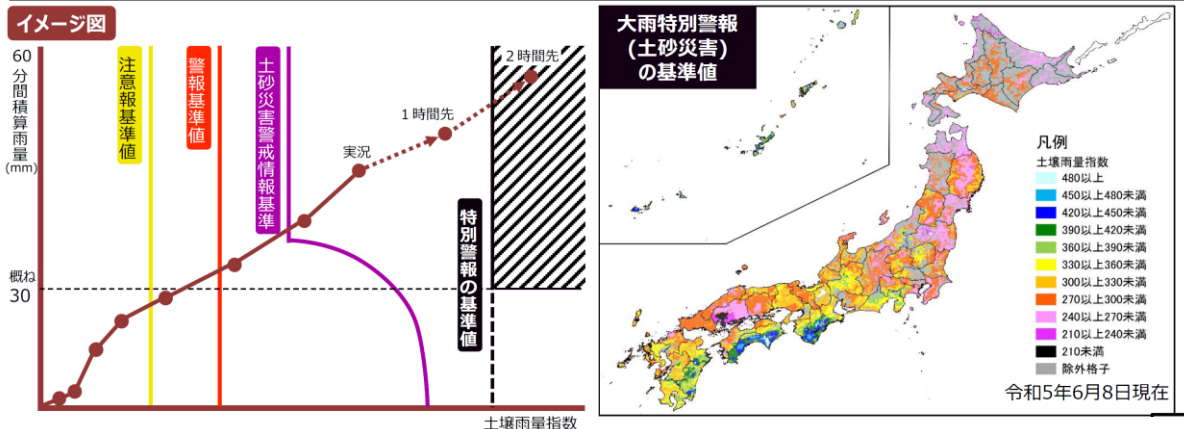 イメージ図
60
分間積算雨量
(mm)
概ね
30
注意報基準値
警報基準値
土砂災害警戒情報基準
特別警報の基準値
実況
1時間先
2時間先
土壌雨量指数
大雨特別警報
(土砂災害)
の基準値
凡例
土壌雨量指数
480以上
450以上480未満
420以上450未満
390以上420未満
360以上390未満
330以上360未満
300以上330未満
270以上300未満
240以上270未満
210以上240未満
210未満
除外格子
令和5年6月8日現在